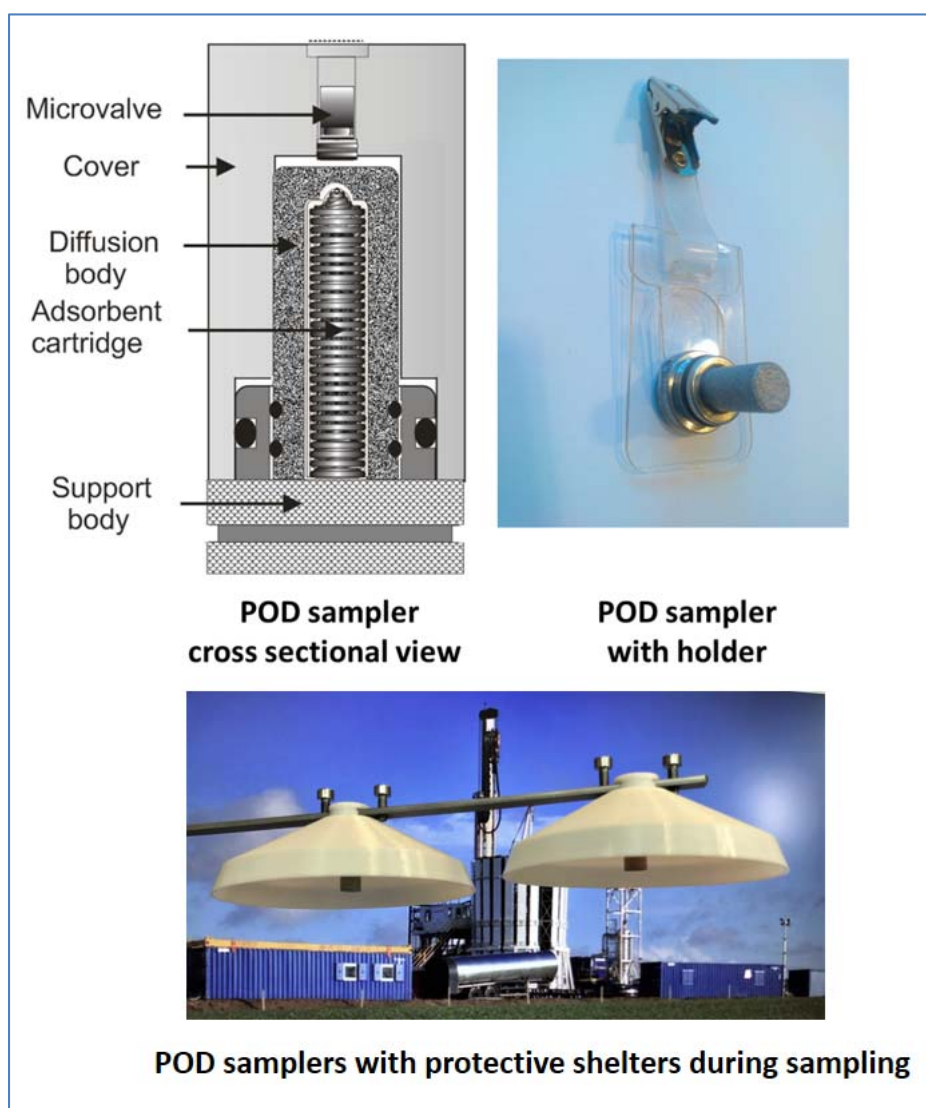 Microvalve
Cover
Diffusion
body
Adsorbent
cartridge
Support
body
POD sampler
cross sectional view
POD sampler
with holder
POD samplers with protective shelters during sampling